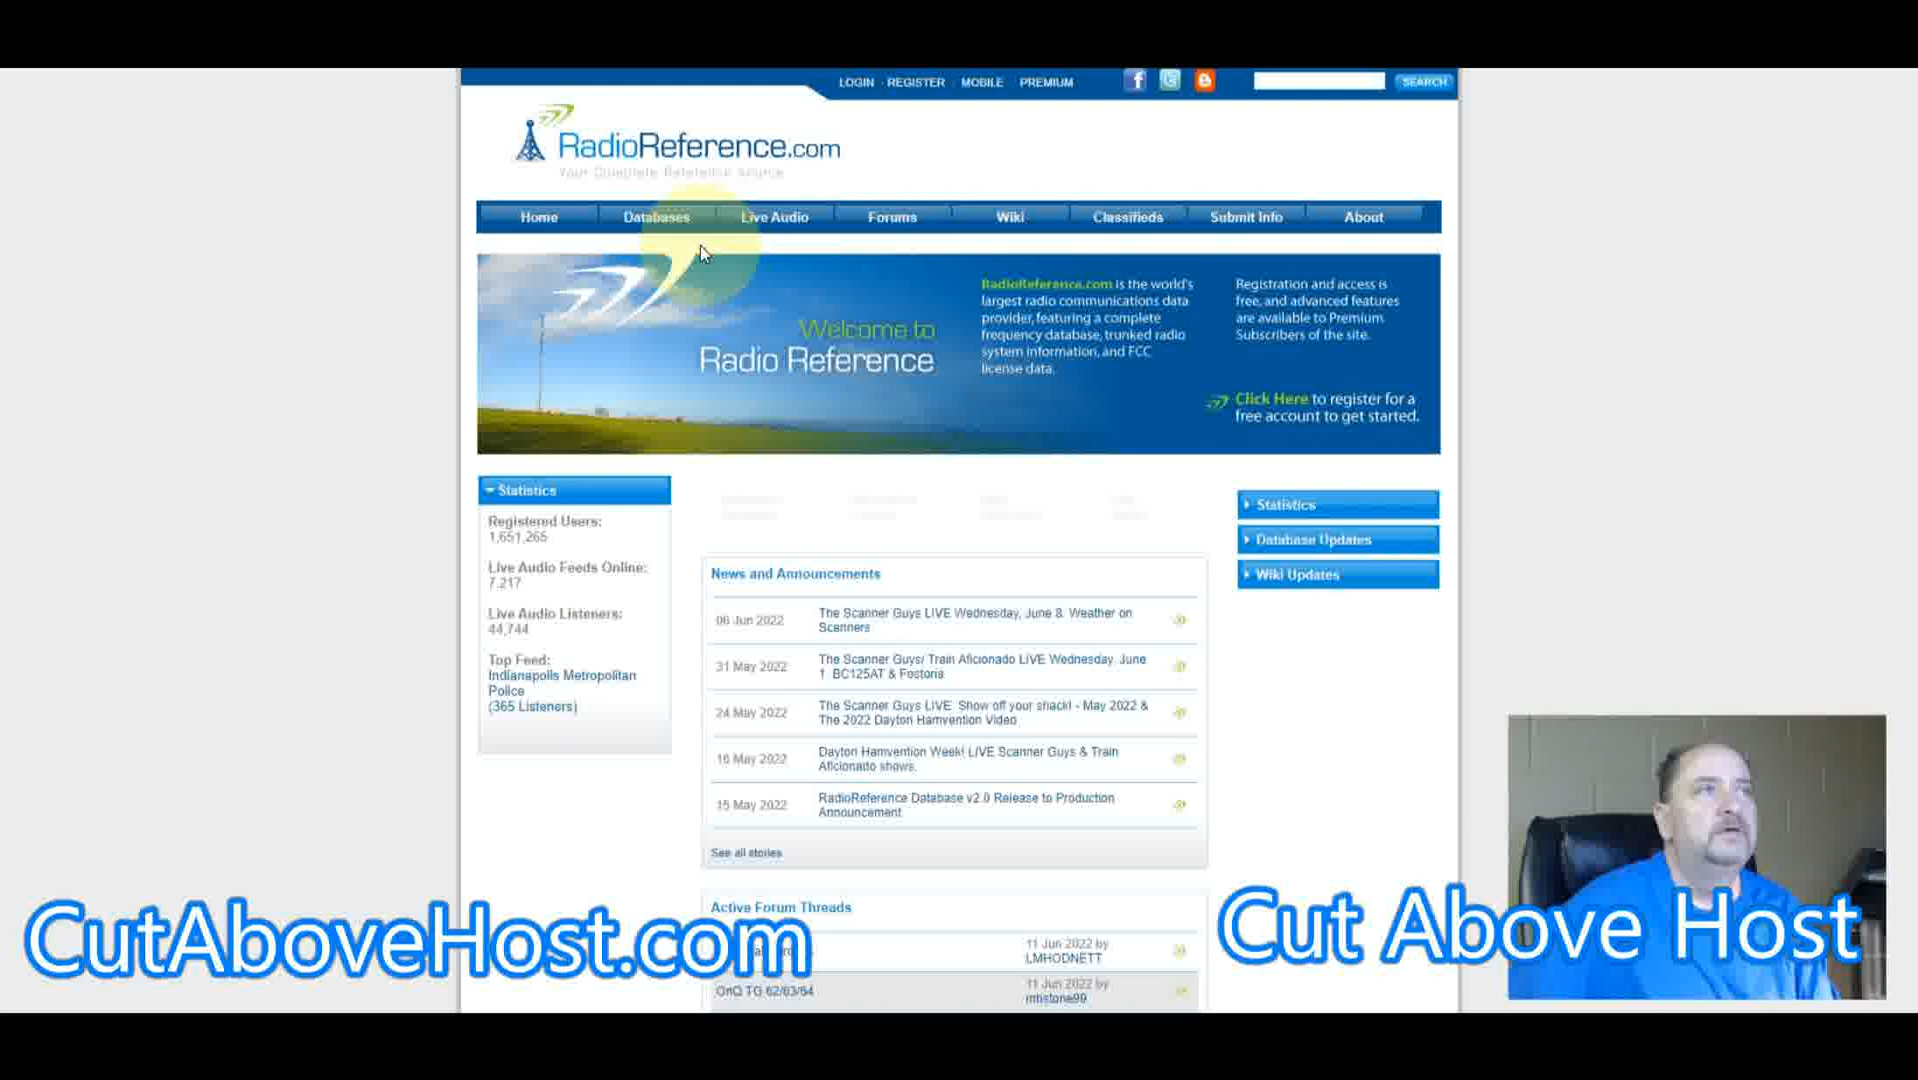 LOGIN REGISTER MOBILE PREMIUM
SEARCH
RadioReference.com
Your Complete Reference Source
Home Databases Live Audio Forums Wiki Classifieds Submit Info About
Welcome to
Radio Reference
RadioReference.com is the world's
largest radio communications data
provider, featuring a complete
frequency database, trunked radio
system information, and FCC
license data.
Registration and access is
free, and advanced features
are available to Premium
Subscribers of the site.
Click Here to register for a
free account to get started.
Statistics
Registered Users:
1,651,265
Live Audio Feeds Online:
7,217
Live Audio Listeners:
44,744
Top Feed:
Indianapolis Metropolitan
Police
(365 Listeners)
News and Announcements
06 Jun 2022 The Scanner Guys LIVE Wednesday, June 8. Weather on
Scanners
31 May 2022 The Scanner Guys/ Train Aficionado LIVE Wednesday. June
1 BC125AT & Fostoria
24 May 2022 The Scanner Guys LIVE Show off your shack! - May 2022 &
The 2022 Dayton Hamvention Video
16 May 2022 Dayton Hamvention Week! LIVE Scanner Guys & Train
Aficionado shows.
15 May 2022 RadioReference Database v2.0 Release to Production
Announcement
See all stories
Statistics
Database Updates
Wiki Updates
Active Forum Threads
11 Jun 2022 by
LMHODNETT
OnQ TG 62/63/64
11 Jun 2022 by
mhstone99
CutAboveHost.com
Cut Above Host